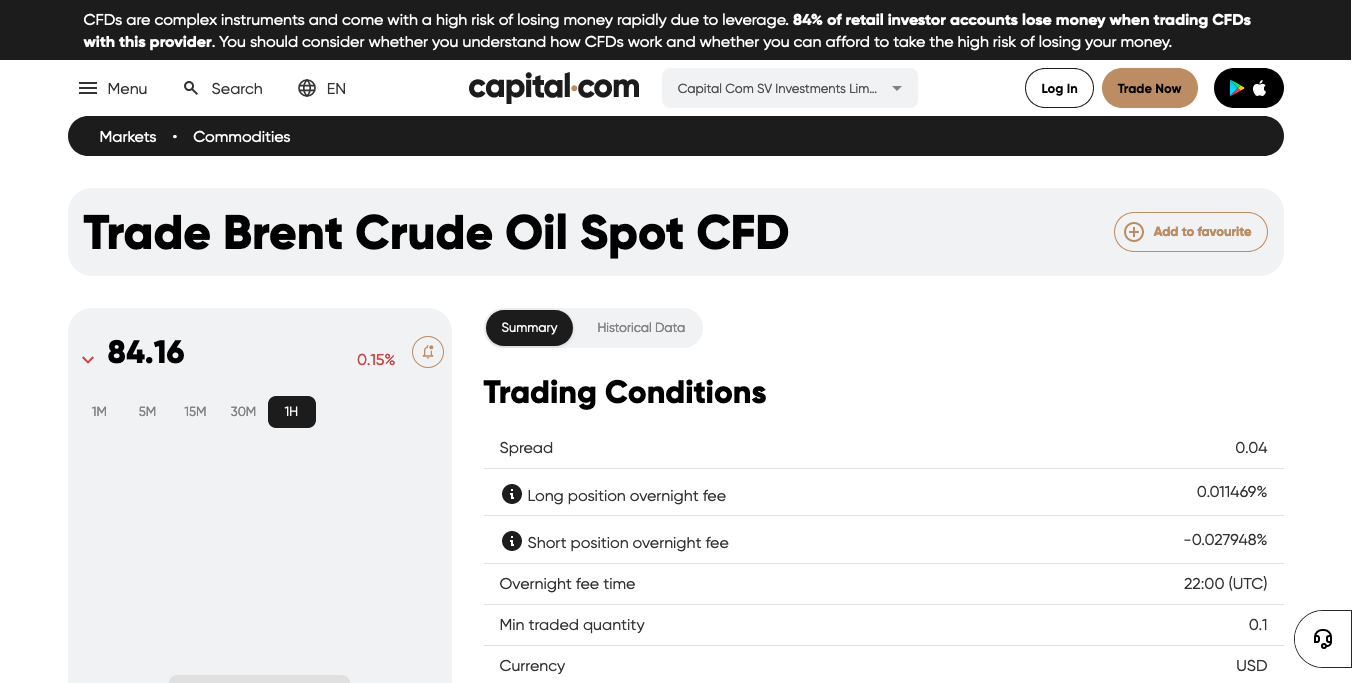 CFDs are complex instruments and come with a high risk of losing money rapidly due to leverage. 84% of retail investor accounts lose money when trading CFDs
with this provider. You should consider whether you understand how CFDs work and whether you can afford to take the high risk of losing your money.
Menu Search EN capital.com Capital Com SV Investments Lim... Log In Trade Now
Markets • Commodities
Trade Brent Crude Oil Spot CFD Add to favourite
84.16 0.15%
1M 5M 15M 30M 1H
Summary Historical Data
Trading Conditions
Spread 0.04
Long position overnight fee 0.011469%
Short position overnight fee -0.027948%
Overnight fee time 22:00 (UTC)
Min traded quantity 0.1
Currency USD